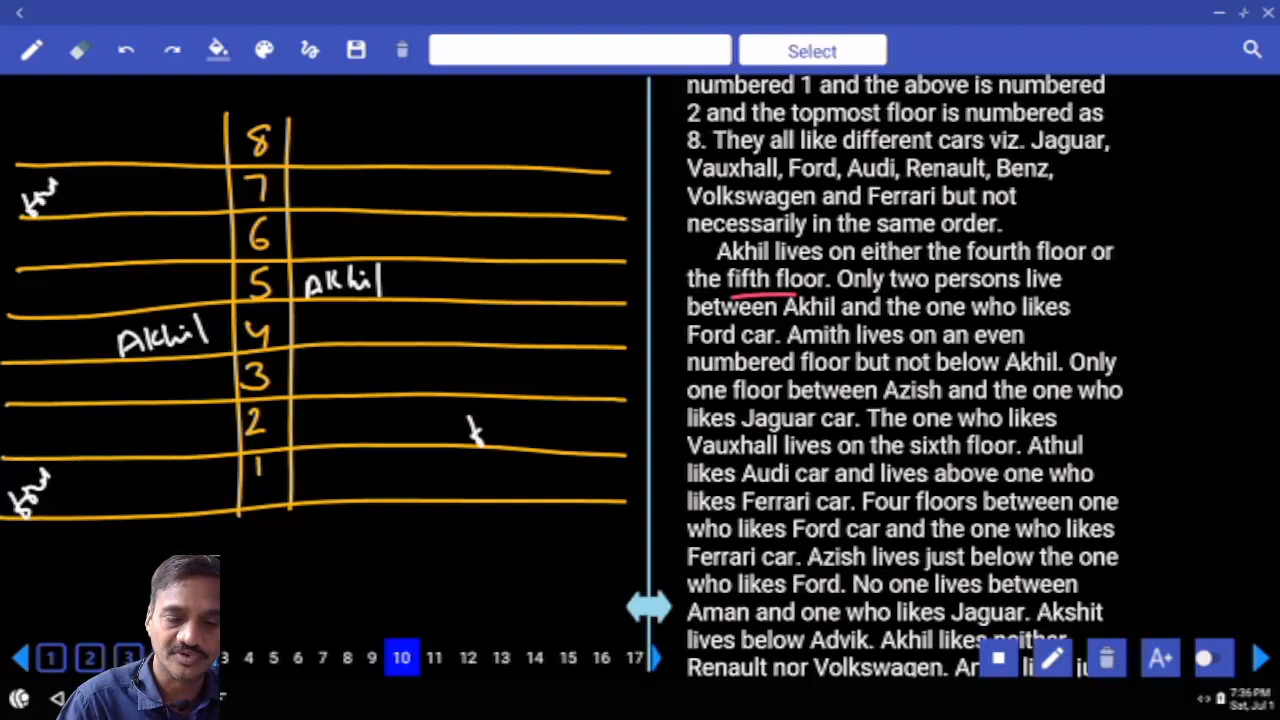 Select
8
7
6
5 Akhil
Akhil 4
3
2
1
numbered 1 and the above is numbered
2 and the topmost floor is numbered as
8. They all like different cars viz. Jaguar,
Vauxhall, Ford, Audi, Renault, Benz,
Volkswagen and Ferrari but not
necessarily in the same order.
Akhil lives on either the fourth floor or
the fifth floor. Only two persons live
between Akhil and the one who likes
Ford car. Amith lives on an even
numbered floor but not below Akhil. Only
one floor between Azish and the one who
likes Jaguar car. The one who likes
Vauxhall lives on the sixth floor. Athul
likes Audi car and lives above one who
likes Ferrari car. Four floors between one
who likes Ford car and the one who likes
Ferrari car. Azish lives just below the one
who likes Ford. No one lives between
Aman and one who likes Jaguar. Akshit
lives below Advik. Akhil likes neither
Renault nor Volkswagen.
1 2 3 3 4 5 6 7 8 9 10 11 12 13 14 15 16 17
A+
7:36 PM
Sat, Jul 1